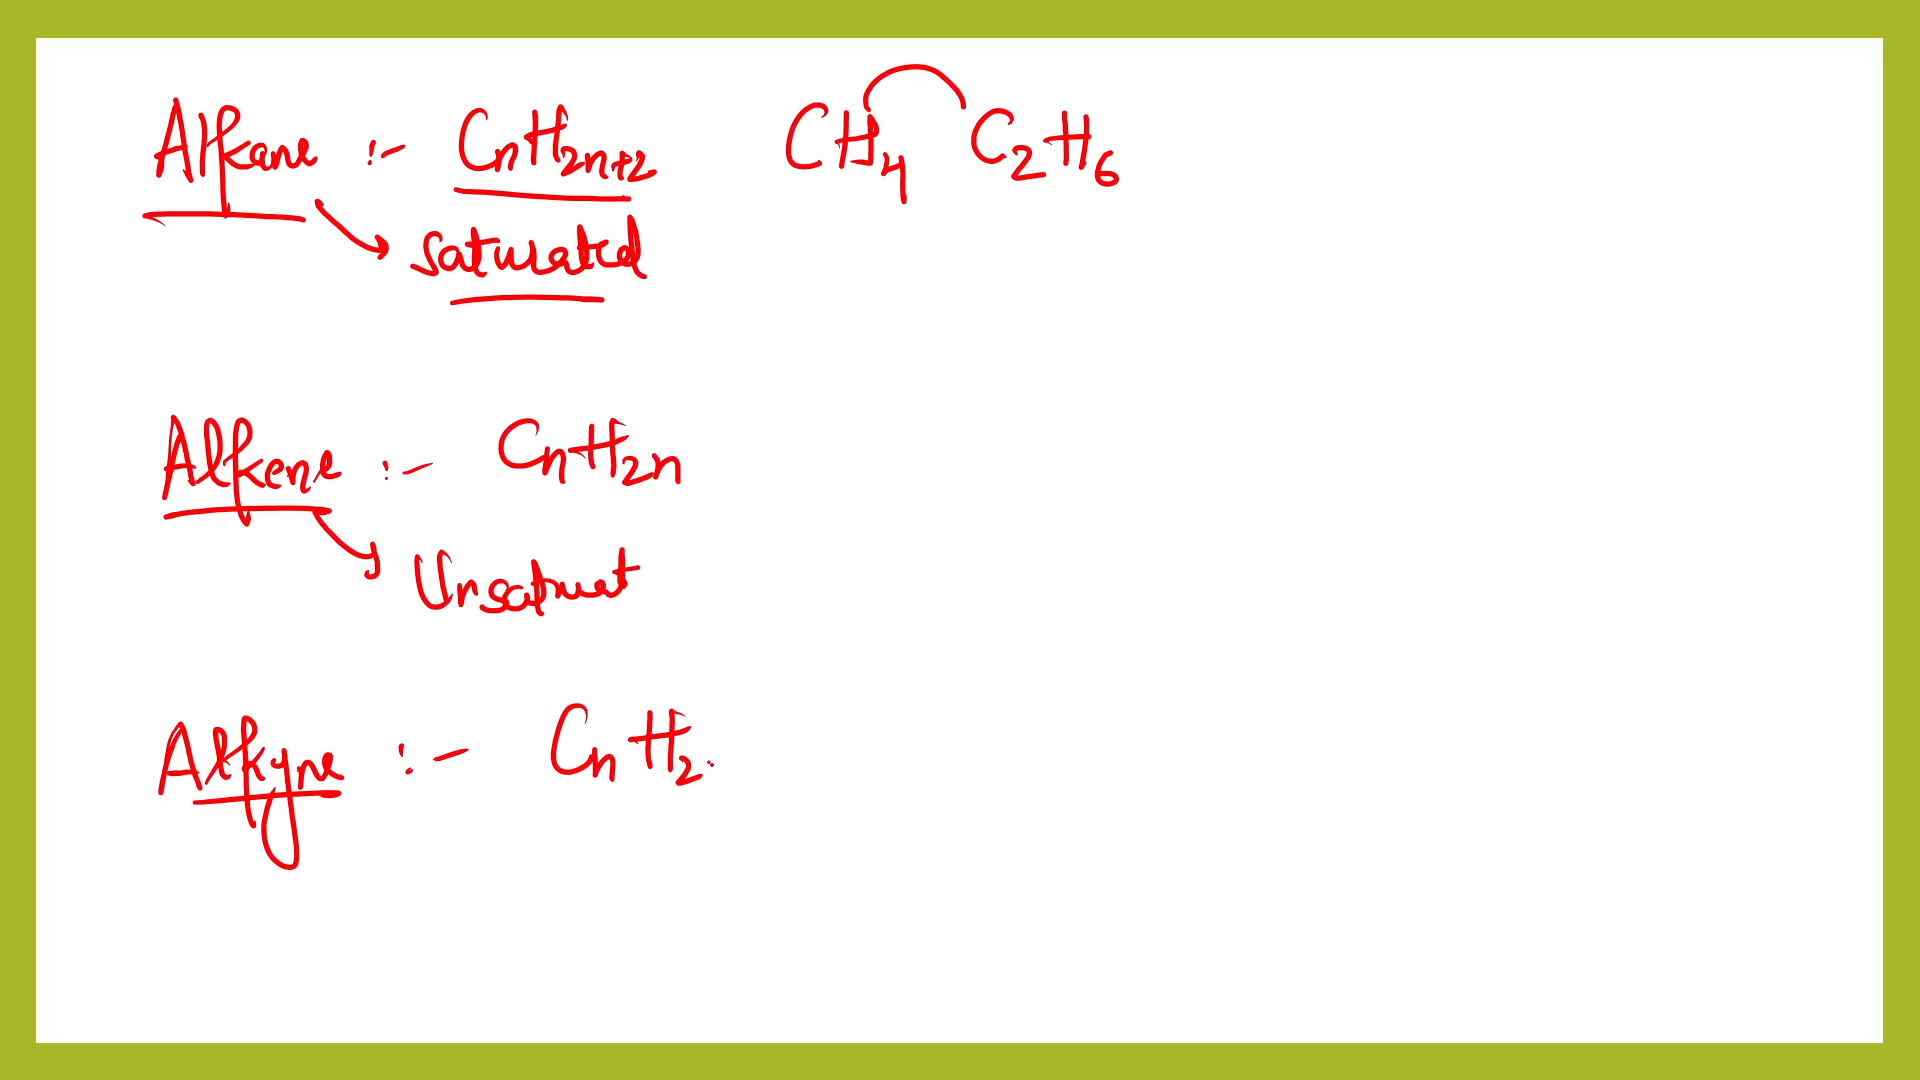 Alkane :- CnH2n+2 CH4 C2H6
saturated
Alkene :- CnH2n
Unsaturat
Alkyne :- CnH2